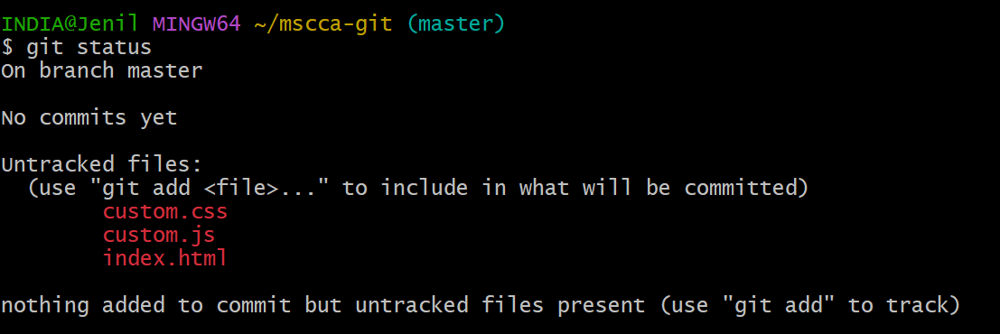 INDIA@Jenil MINGW64 ~/mscca-git (master)
$ git status
On branch master
No commits yet
Untracked files:
(use "git add <file>..." to include in what will be committed)
custom.css
custom.js
index.html
nothing added to commit but untracked files present (use "git add" to track)